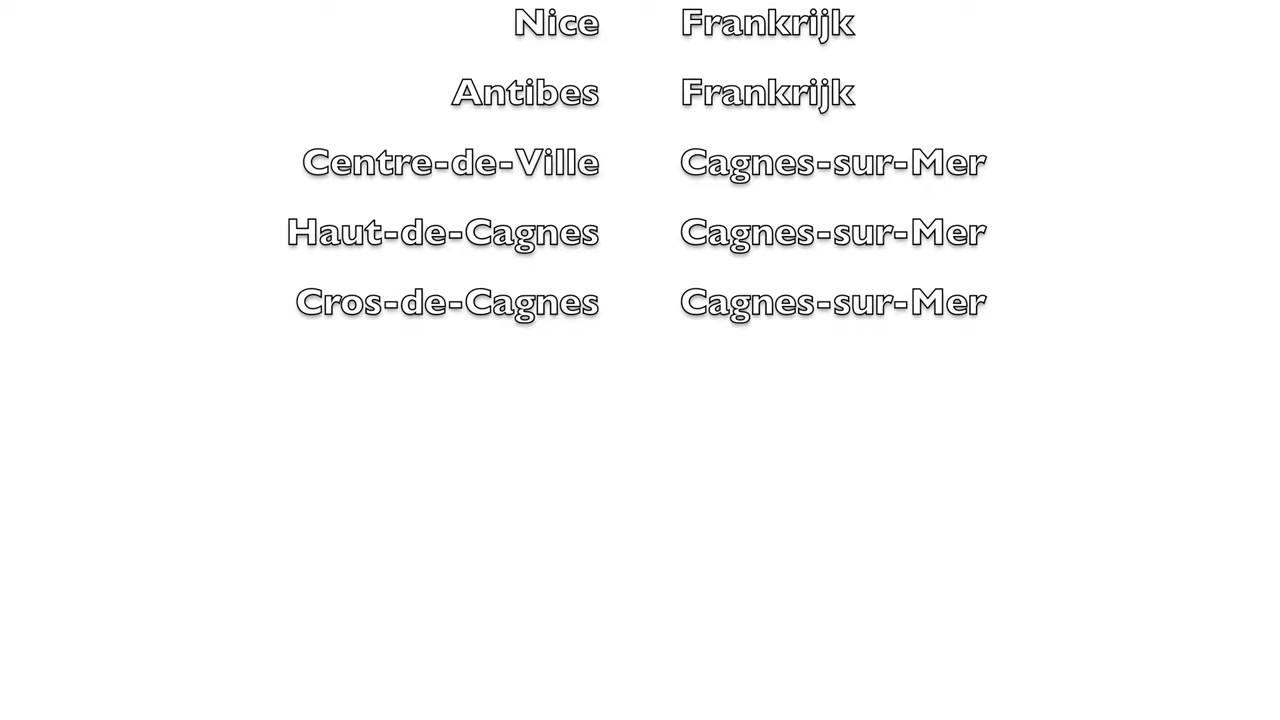 Nice Frankrijk
Antibes Frankrijk
Centre-de-Ville Cagnes-sur-Mer
Haut-de-Cagnes Cagnes-sur-Mer
Cros-de-Cagnes Cagnes-sur-Mer